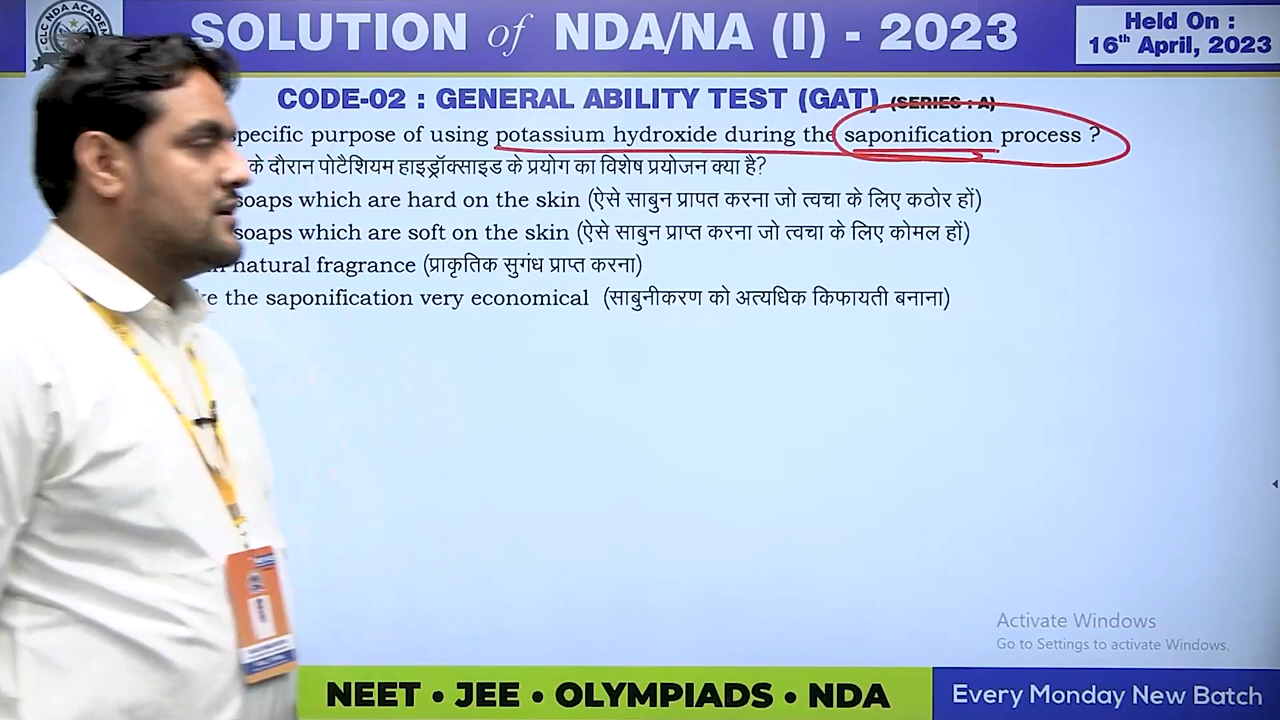 CLC NDA ACADEMY
SOLUTION of NDA/NA (I) - 2023
Held On :
16th April, 2023
CODE-02 : GENERAL ABILITY TEST (GAT) (SERIES : A)
specific purpose of using potassium hydroxide during the saponification process ?
के दौरान पोटैशियम हाइड्रॉक्साइड के प्रयोग का विशेष प्रयोजन क्या है?
soaps which are hard on the skin (ऐसे साबुन प्रापत करना जो त्वचा के लिए कठोर हों)
soaps which are soft on the skin (ऐसे साबुन प्राप्त करना जो त्वचा के लिए कोमल हों)
natural fragrance (प्राकृतिक सुगंध प्राप्त करना)
the saponification very economical (साबुनीकरण को अत्यधिक किफायती बनाना)
Activate Windows
Go to Settings to activate Windows.
NEET • JEE • OLYMPIADS • NDA
Every Monday New Batch